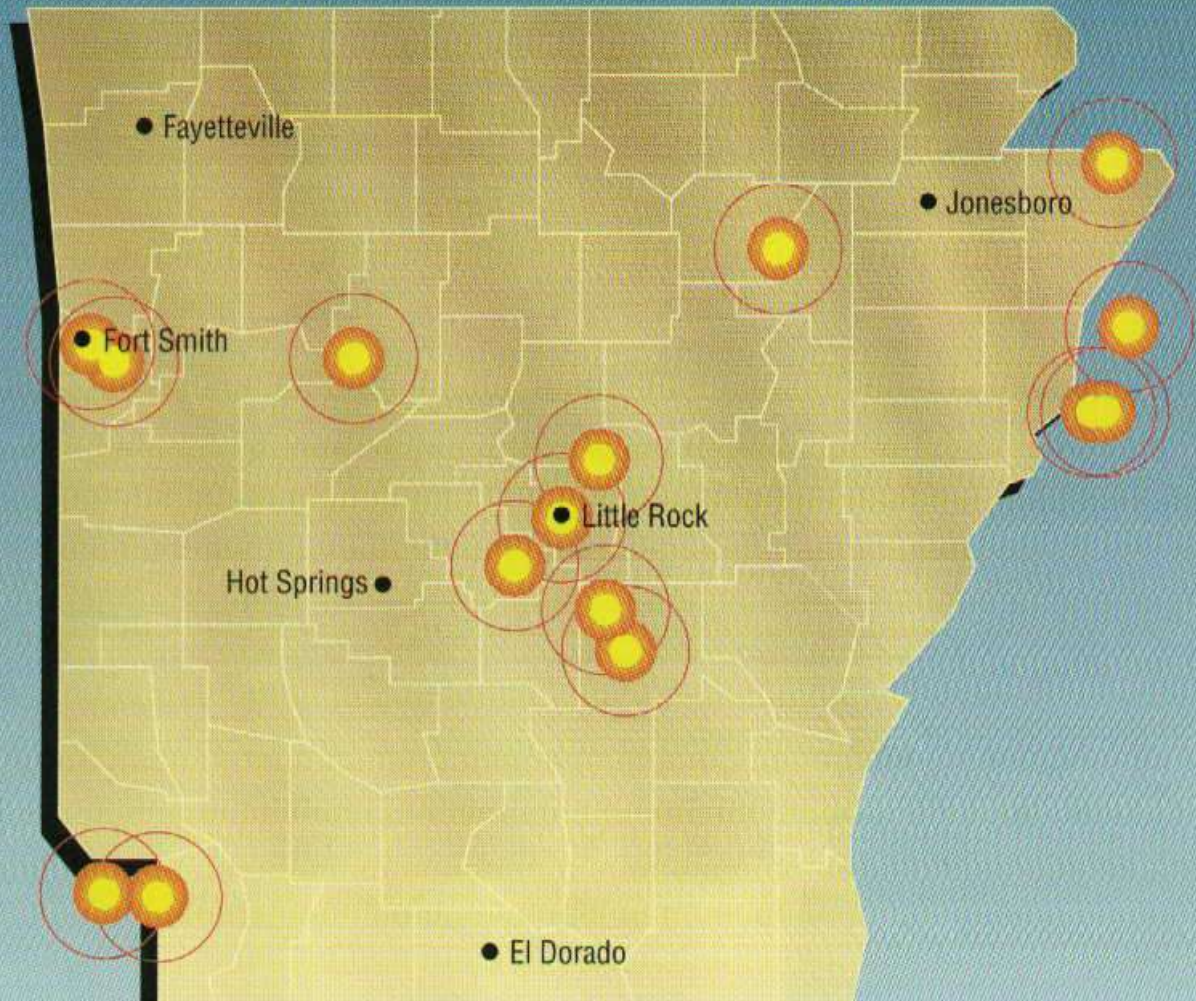 Fayetteville
Jonesboro
Fort Smith
Little Rock
Hot Springs
El Dorado